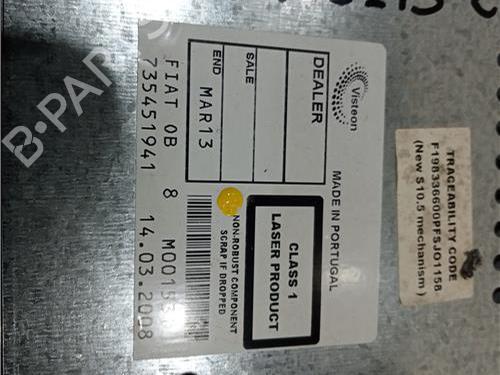 Visteon
DEALER
SALE
END MAR13
FIAT 0B 8
735451941 14.03.2008
MADE IN PORTUGAL
CLASS 1
LASER PRODUCT
NON-ROBUST COMPONENT
SCRAP IF DROPPED
TRACEABILITY CODE
(New S10.5 mechanism)
B-PARTS